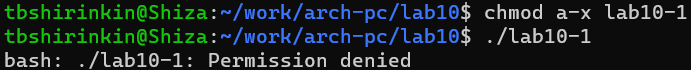 tbshirinkin@Shiza:~/work/arch-pc/lab10$ chmod a-x lab10-1
tbshirinkin@Shiza:~/work/arch-pc/lab10$ ./lab10-1
bash: ./lab10-1: Permission denied